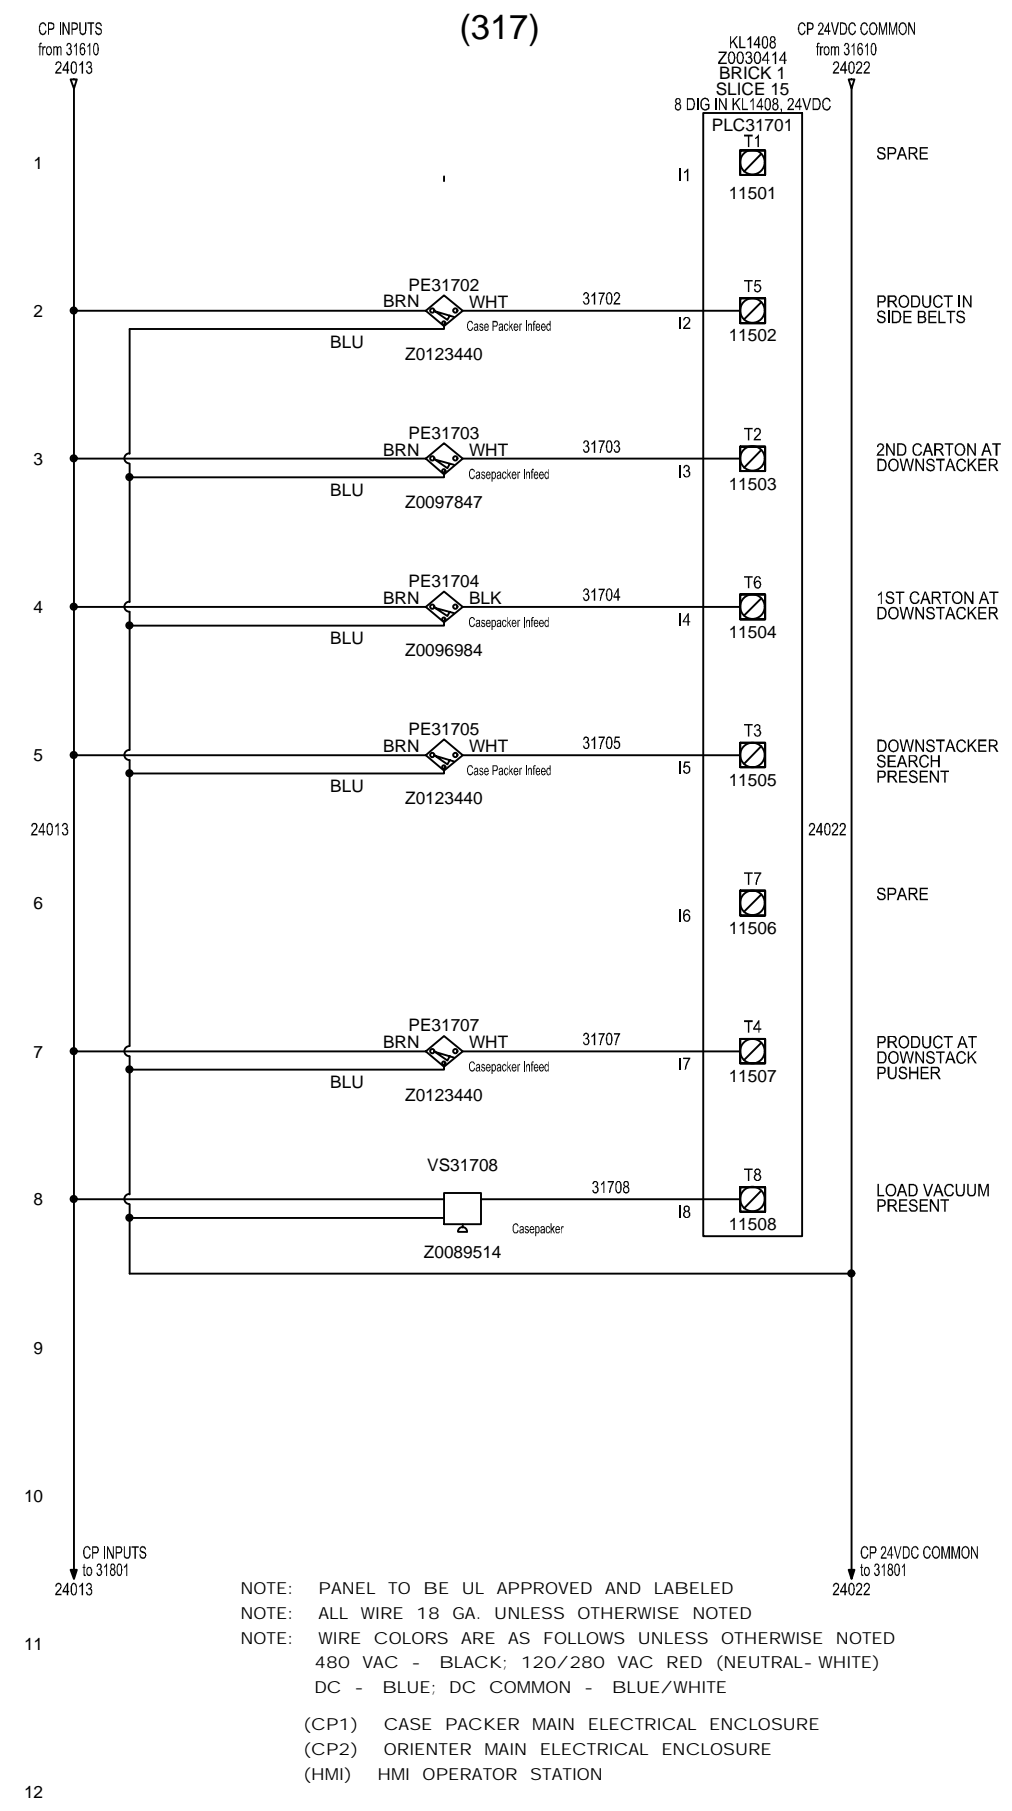 (317)
CP INPUTS
from 31610
24013
CP 24VDC COMMON
from 31610
24022
KL1408
Z0030414
BRICK 1
SLICE 15
8 DIG IN KL1408, 24VDC
PLC31701
1
I1
T1
11501
SPARE
2
PE31702
BRN
WHT
31702
Case Packer Infeed
BLU
Z0123440
I2
T5
11502
PRODUCT IN
SIDE BELTS
3
PE31703
BRN
WHT
31703
Casepacker Infeed
BLU
Z0097847
I3
T2
11503
2ND CARTON AT
DOWNSTACKER
4
PE31704
BRN
BLK
31704
Casepacker Infeed
BLU
Z0096984
I4
T6
11504
1ST CARTON AT
DOWNSTACKER
5
PE31705
BRN
WHT
31705
Case Packer Infeed
BLU
Z0123440
I5
T3
11505
DOWNSTACKER
SEARCH
PRESENT
24013
24022
6
I6
T7
11506
SPARE
7
PE31707
BRN
WHT
31707
Casepacker Infeed
BLU
Z0123440
I7
T4
11507
PRODUCT AT
DOWNSTACK
PUSHER
8
VS31708
31708
Casepacker
Z0089514
I8
T8
11508
LOAD VACUUM
PRESENT
9
10
CP INPUTS
to 31801
24013
CP 24VDC COMMON
to 31801
24022
NOTE: PANEL TO BE UL APPROVED AND LABELED
NOTE: ALL WIRE 18 GA. UNLESS OTHERWISE NOTED
11
NOTE: WIRE COLORS ARE AS FOLLOWS UNLESS OTHERWISE NOTED
480 VAC - BLACK; 120/280 VAC RED (NEUTRAL-WHITE)
DC - BLUE; DC COMMON - BLUE/WHITE
(CP1) CASE PACKER MAIN ELECTRICAL ENCLOSURE
(CP2) ORIENTER MAIN ELECTRICAL ENCLOSURE
(HMI) HMI OPERATOR STATION
12